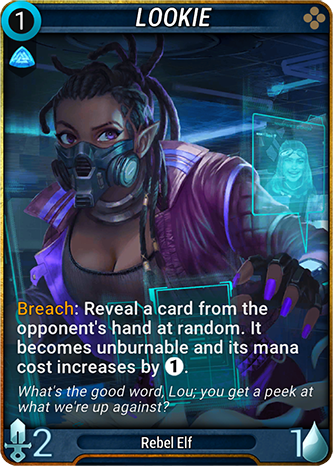 1
LOOKIE
Breach: Reveal a card from the
opponent's hand at random. It
becomes unburnable and its mana
cost increases by 1.
What's the good word, Lou; you get a peek at
what we're up against?
2
Rebel Elf
1